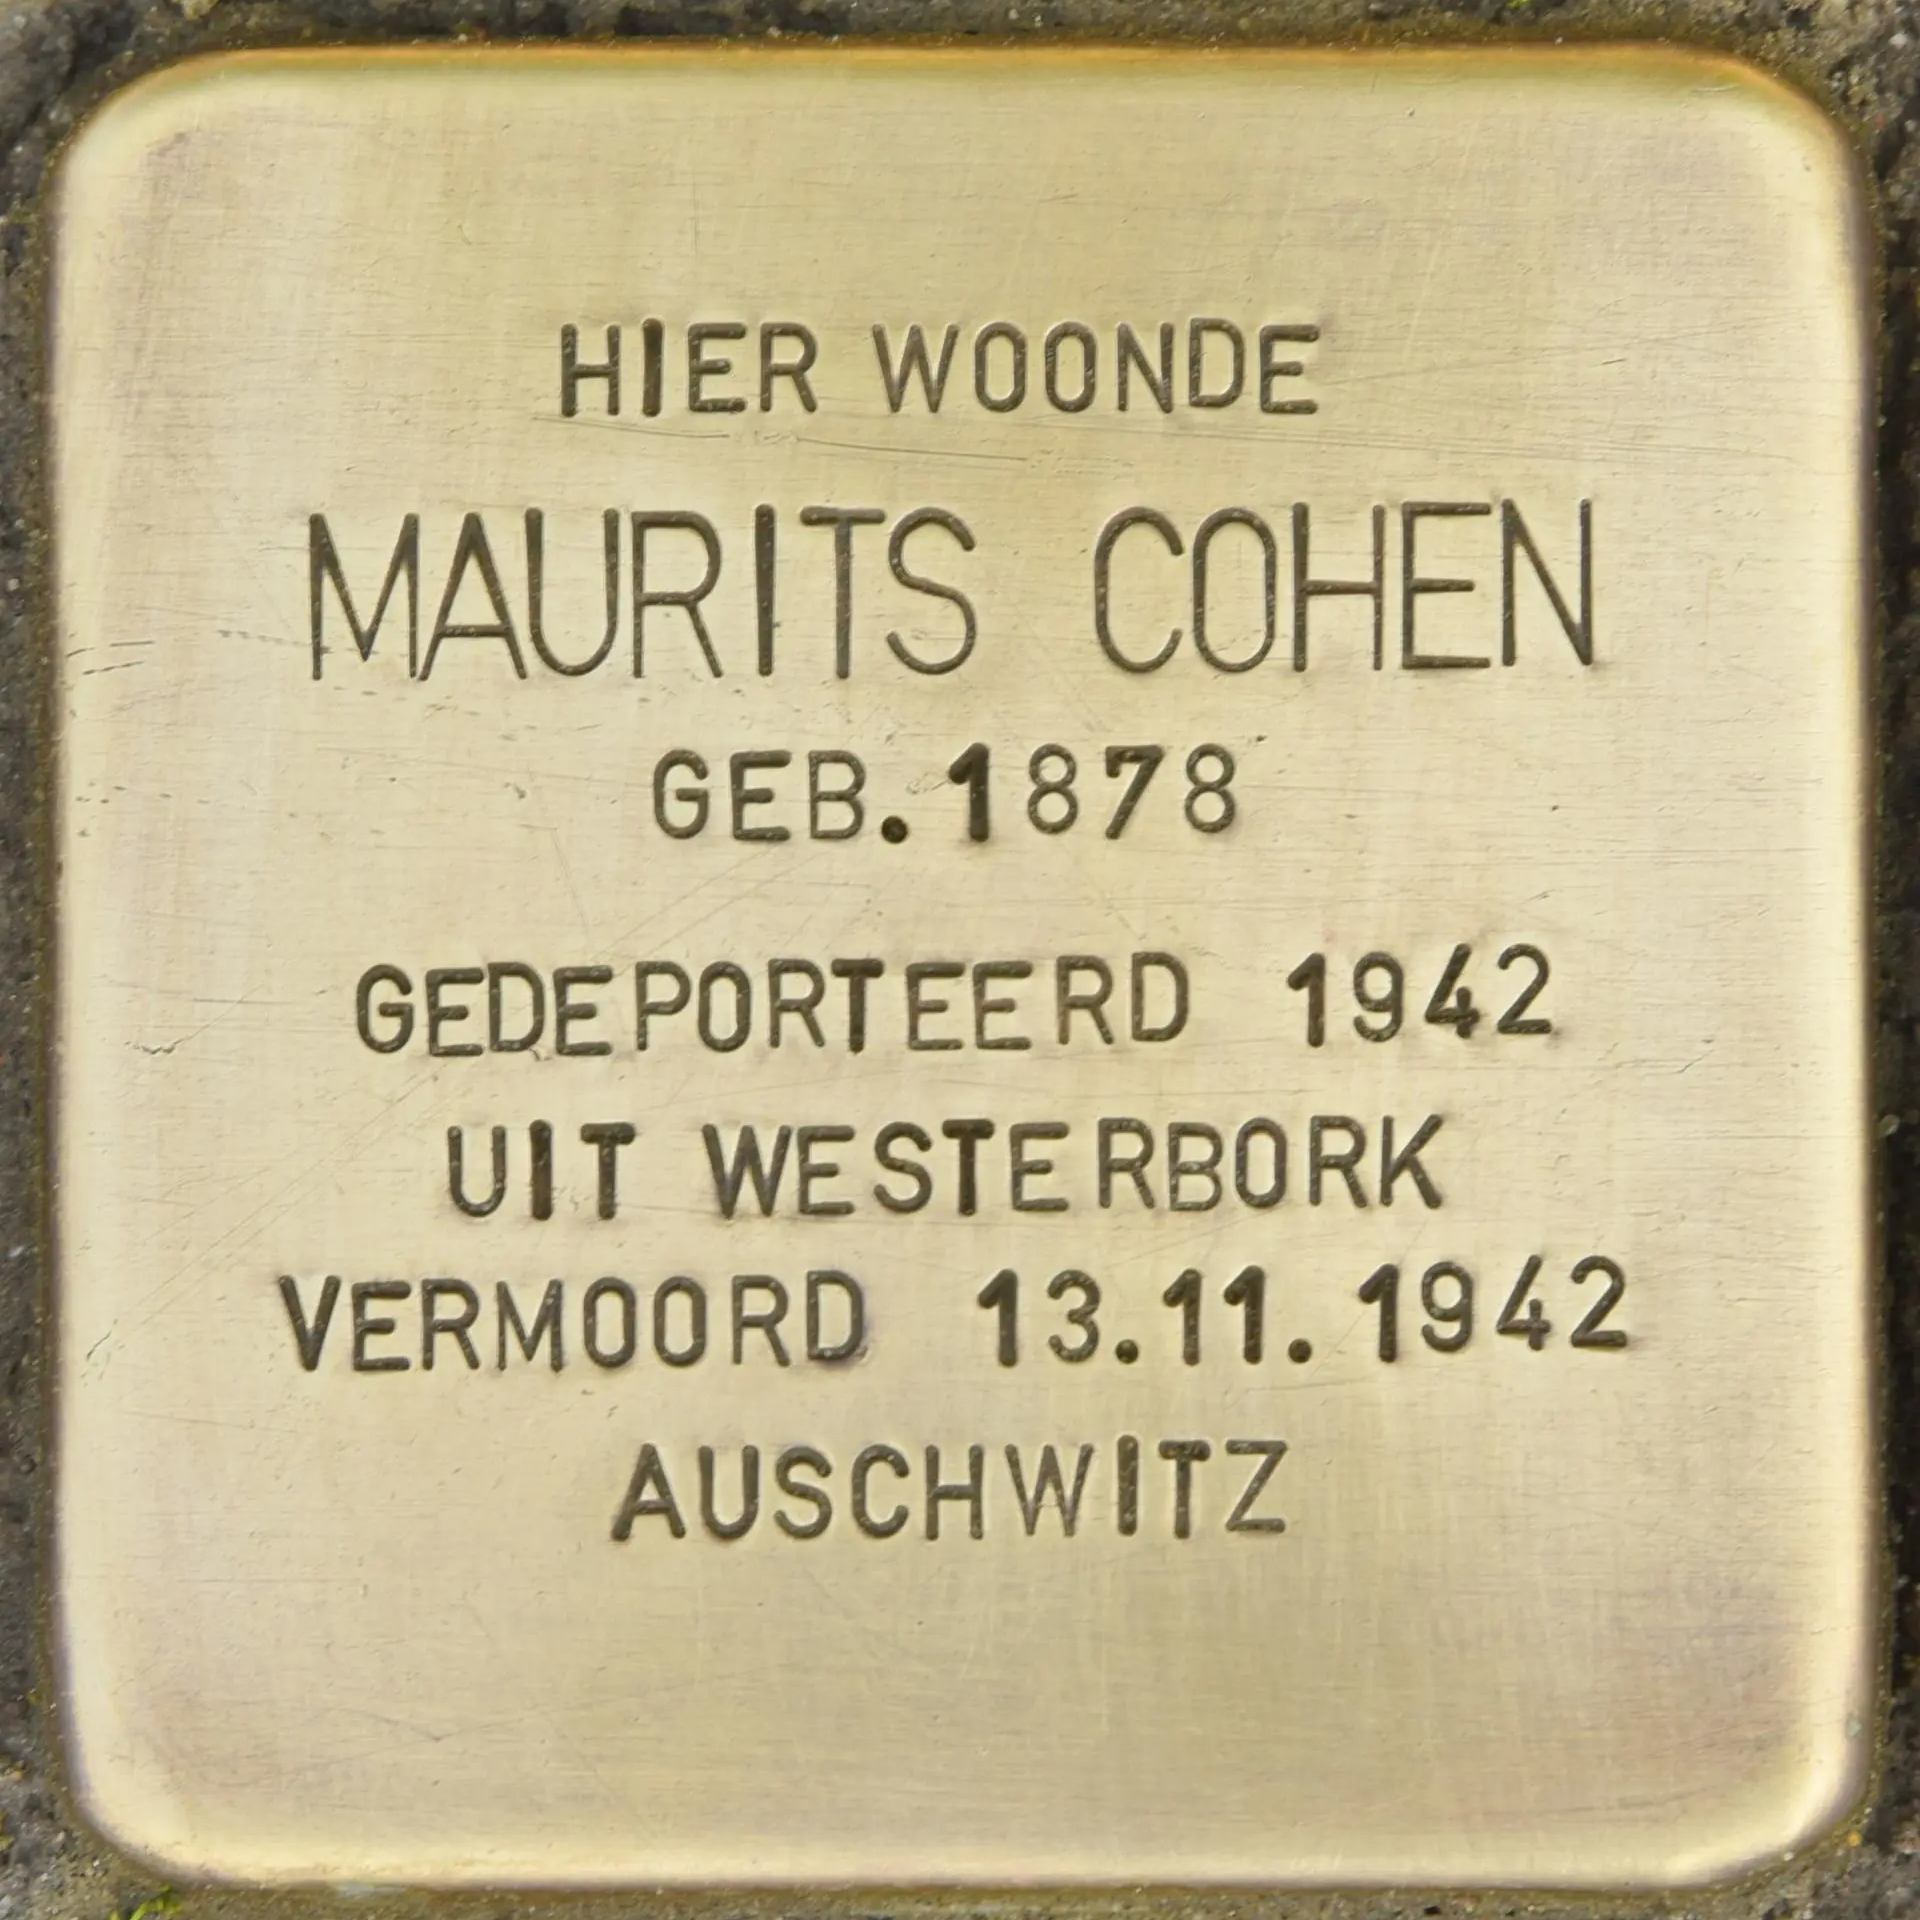 HIER WOONDE
MAURITS COHEN
GEB. 1878
GEDEPORTEERD 1942
UIT WESTERBORK
VERMOORD 13.11.1942
AUSCHWITZ